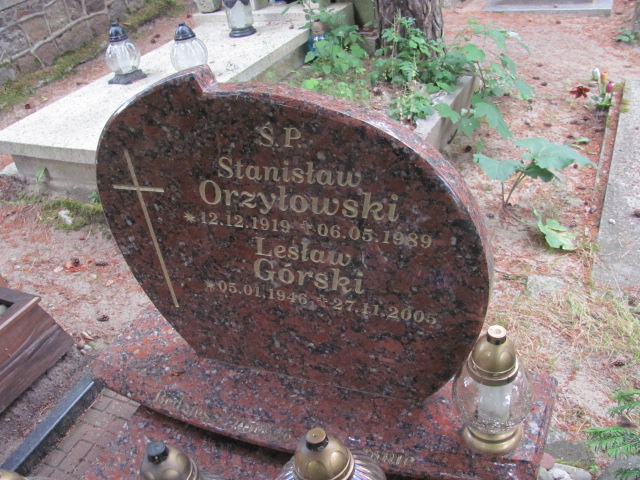 Ś.P.
Stanisław
Orzyłowski
*12.12.1919 ✝06.05.1989
Lesław
Górski
*05.01.1946 ✝27.11.2005